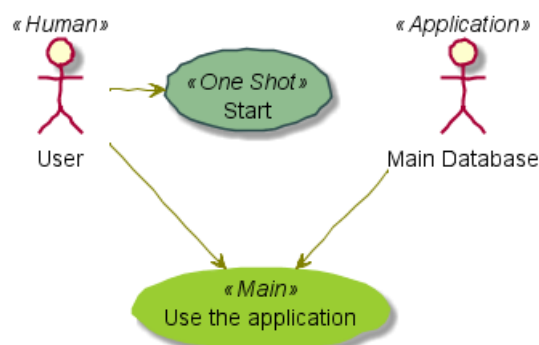 «Human»
User
«One Shot»
Start
«Application»
Main Database
«Main»
Use the application